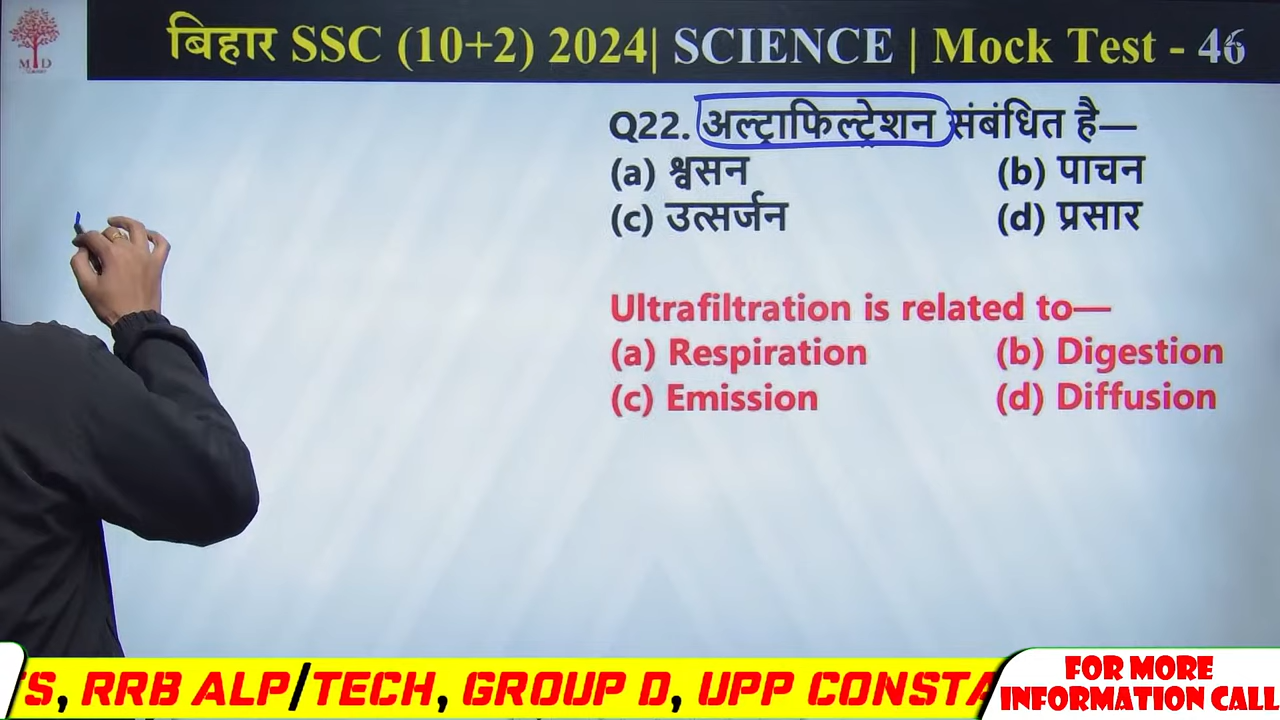 बिहार SSC (10+2) 2024| SCIENCE | Mock Test - 46
M D
Q22. अल्ट्राफिल्ट्रेशन संबंधित है—
(a) श्वसन (b) पाचन
(c) उत्सर्जन (d) प्रसार
Ultrafiltration is related to—
(a) Respiration (b) Digestion
(c) Emission (d) Diffusion
S, RRB ALP/TECH, GROUP D, UPP CONSTA
FOR MORE
INFORMATION CALL